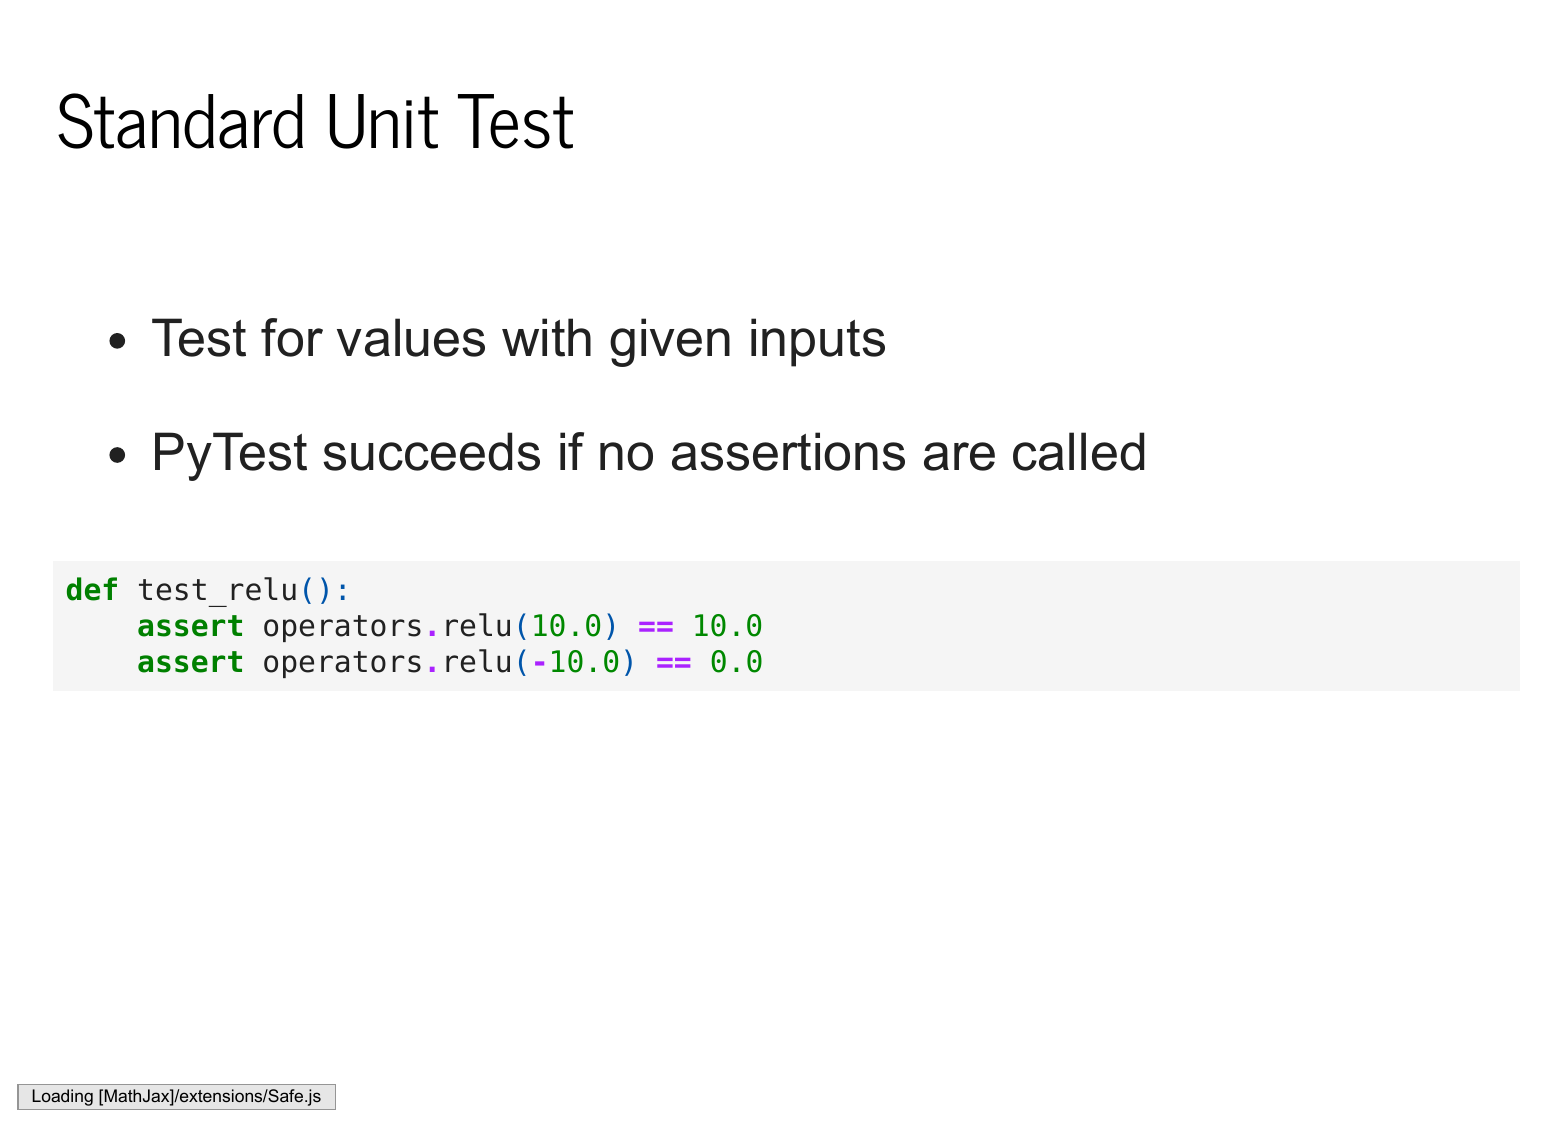 Standard Unit Test
• Test for values with given inputs
• PyTest succeeds if no assertions are called
def test_relu():
    assert operators.relu(10.0) == 10.0
    assert operators.relu(-10.0) == 0.0
Loading [MathJax]/extensions/Safe.js